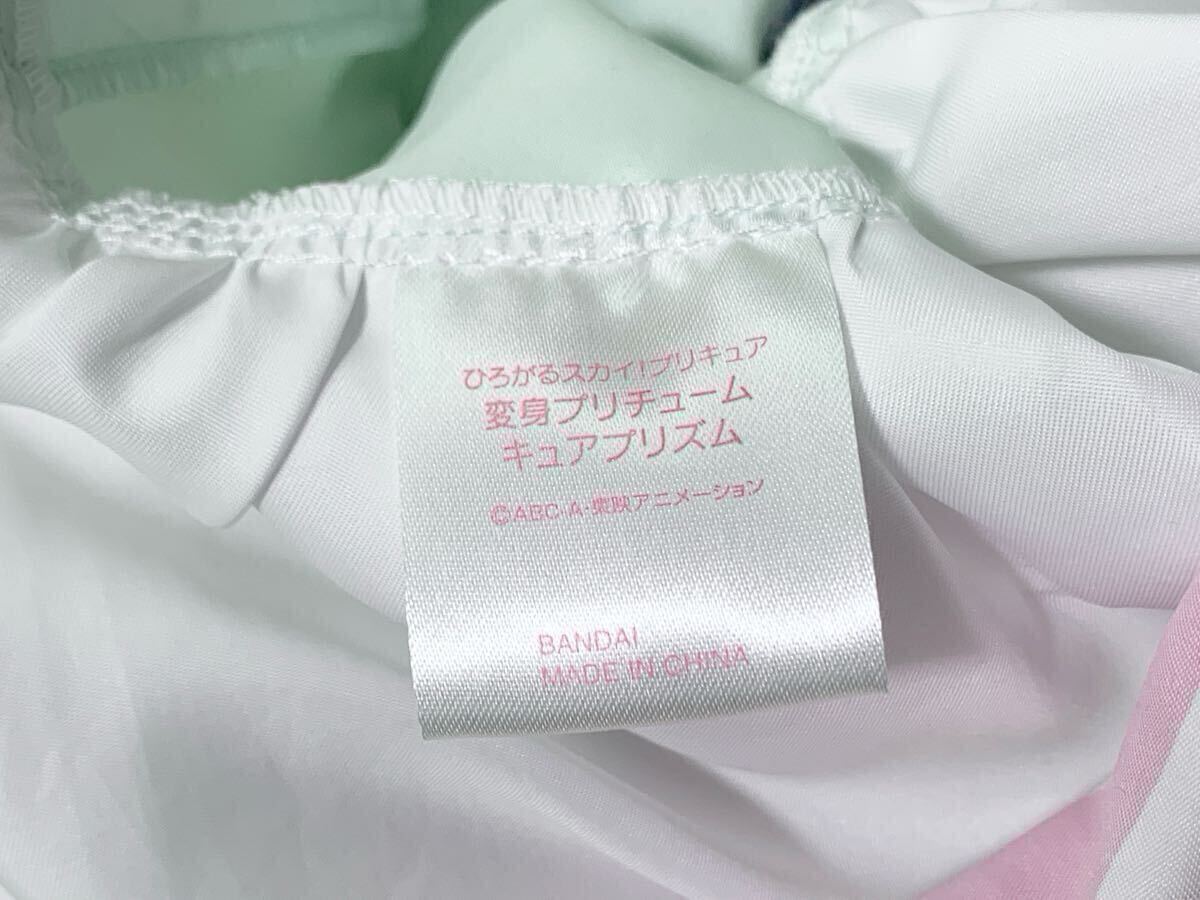 ひろがるスカイ!プリキュア
変身プリチューム
キュアプリズム
©ABC-A・東映アニメーション
BANDAI
MADE IN CHINA